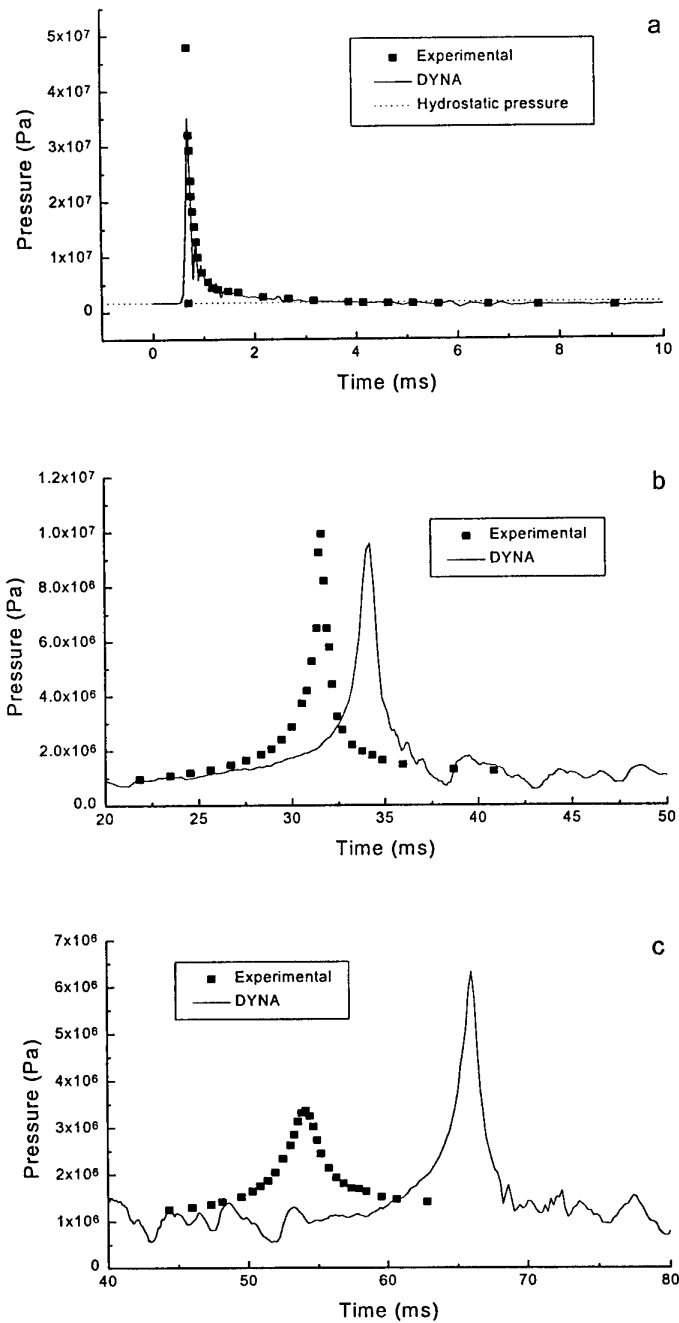 a
5x10⁷
4x10⁷
3x10⁷
2x10⁷
1x10⁷
0
Pressure (Pa)
Experimental
DYNA
Hydrostatic pressure
0 2 4 6 8 10
Time (ms)
b
1.2x10⁷
1.0x10⁷
8.0x10⁶
6.0x10⁶
4.0x10⁶
2.0x10⁶
0.0
Pressure (Pa)
Experimental
DYNA
20 25 30 35 40 45 50
Time (ms)
c
7x10⁶
6x10⁶
5x10⁶
4x10⁶
3x10⁶
2x10⁶
1x10⁶
0
Pressure (Pa)
Experimental
DYNA
40 50 60 70 80
Time (ms)